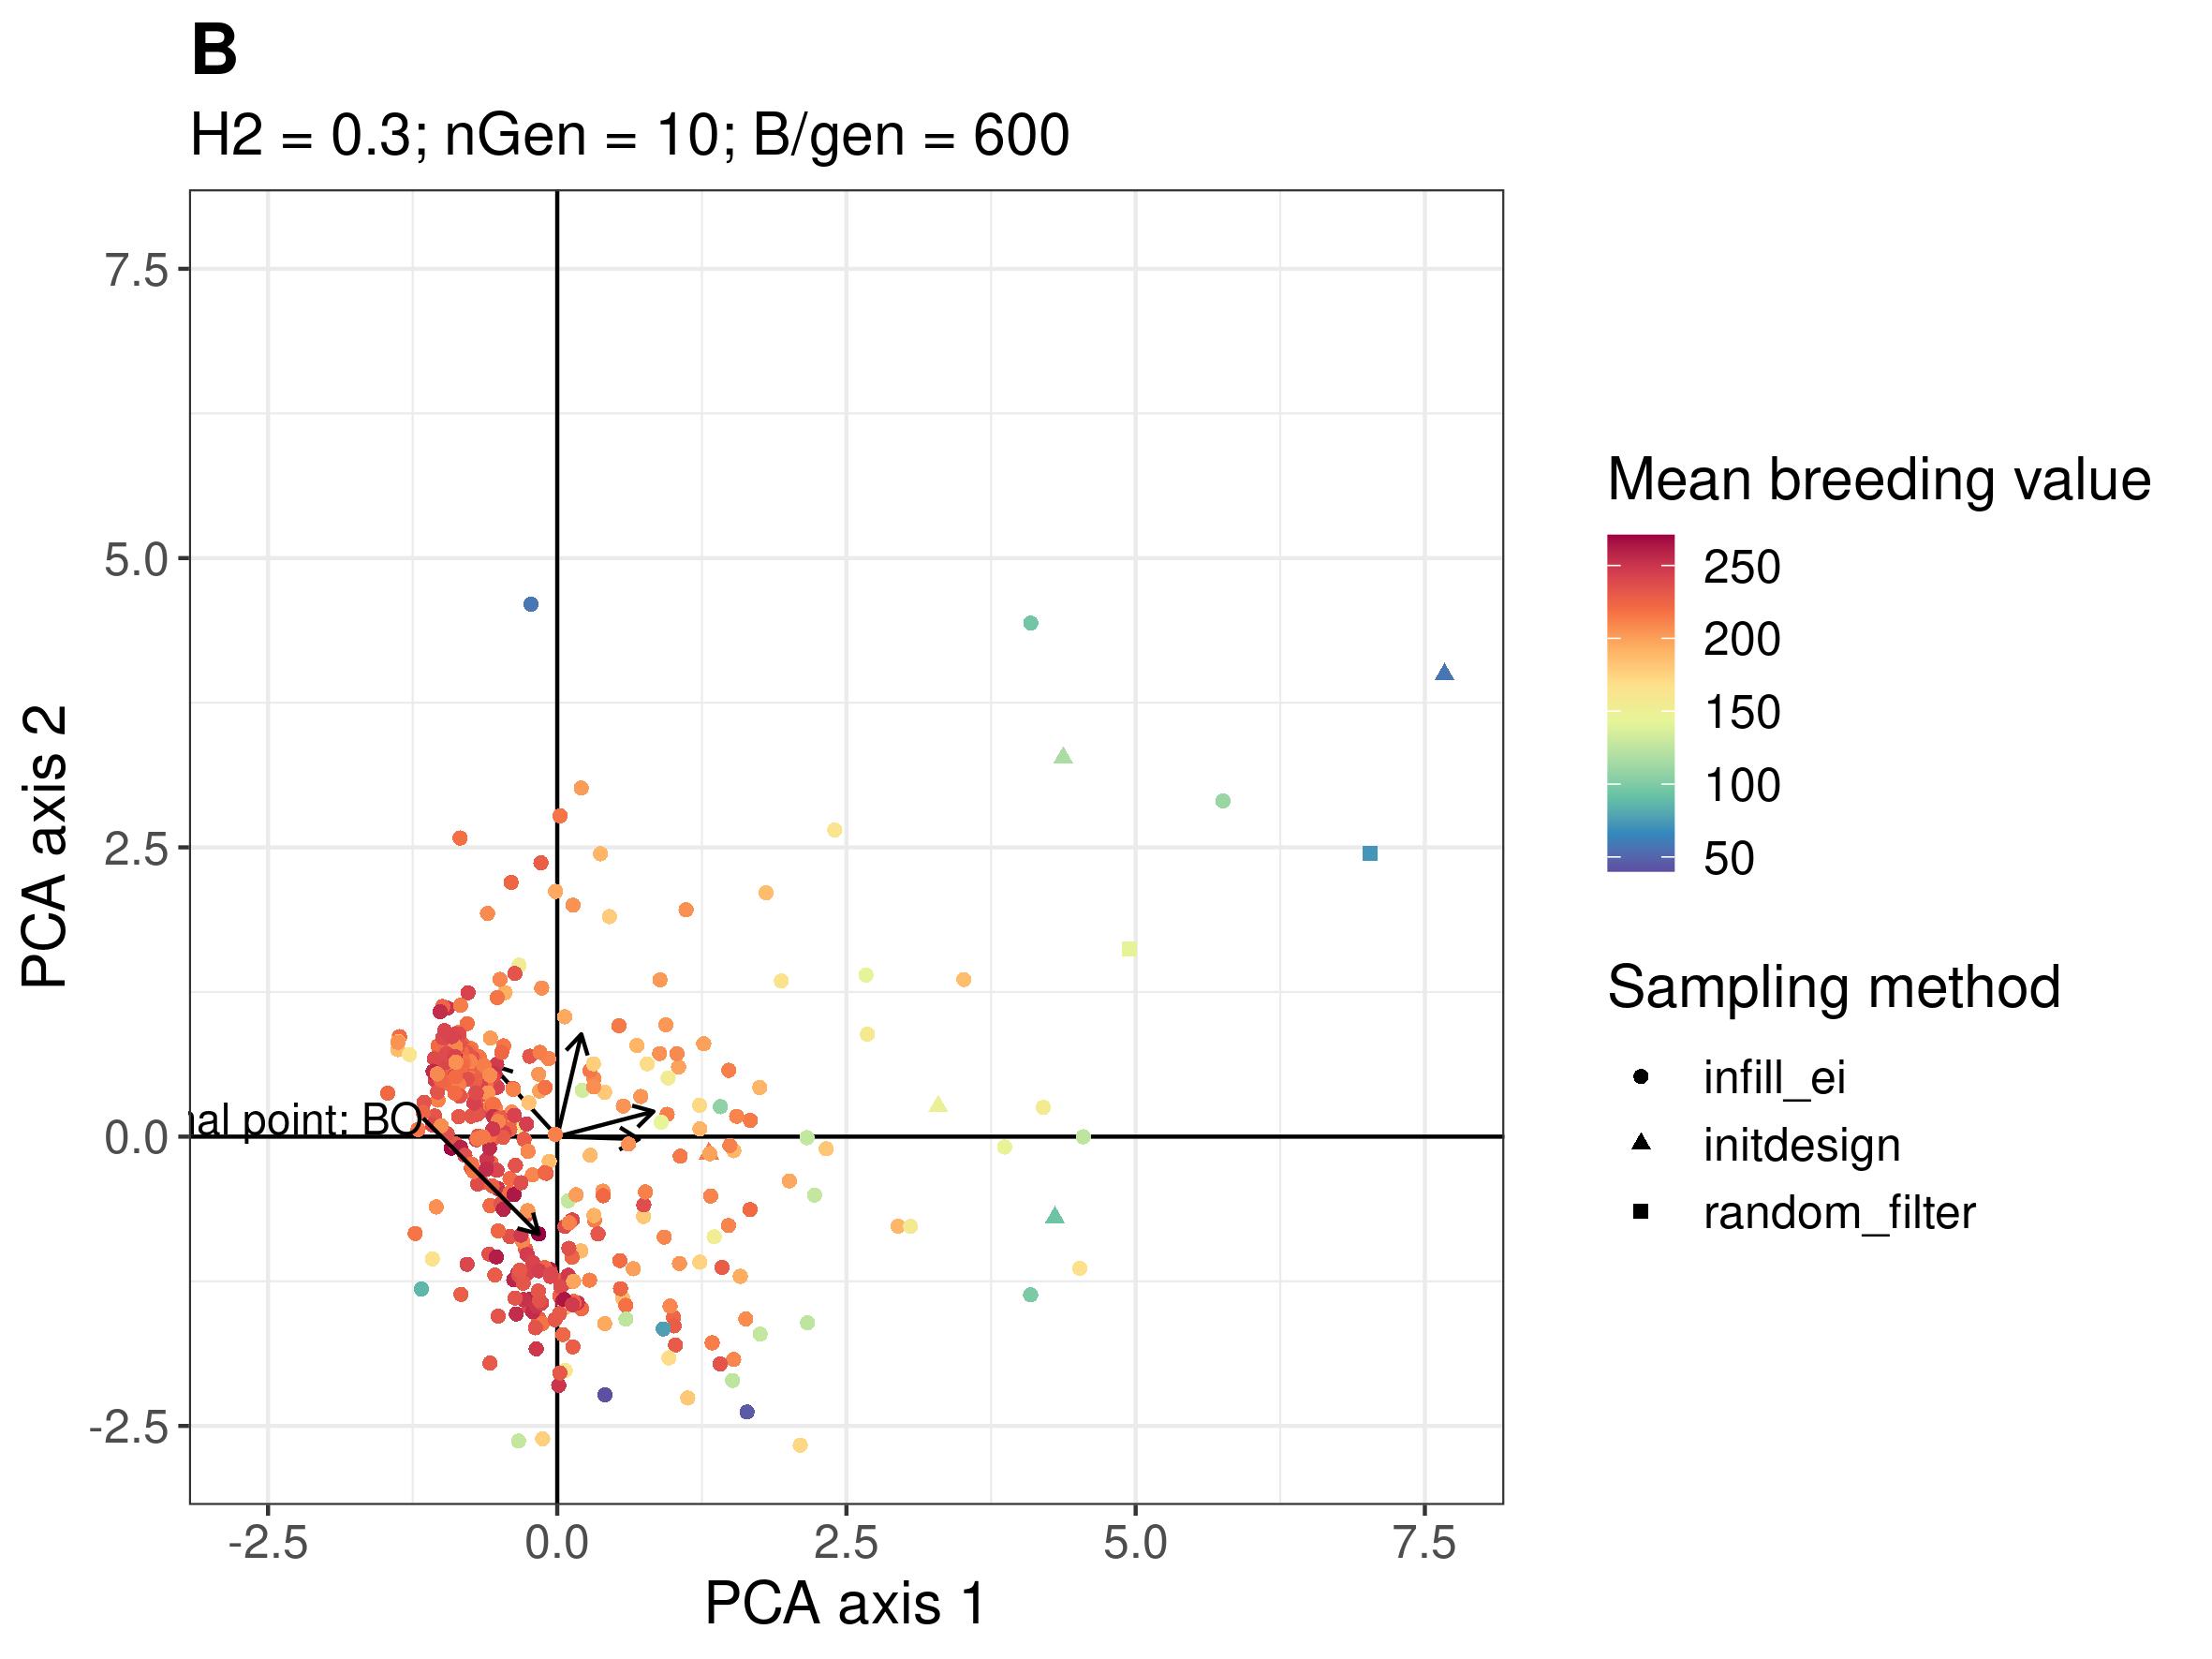 B
H2 = 0.3; nGen = 10; B/gen = 600
PCA axis 2
7.5
5.0
2.5
0.0
-2.5
nal point: BO
-2.5 0.0 2.5 5.0 7.5
PCA axis 1
Mean breeding value
250
200
150
100
50
Sampling method
infill_ei
initdesign
random_filter